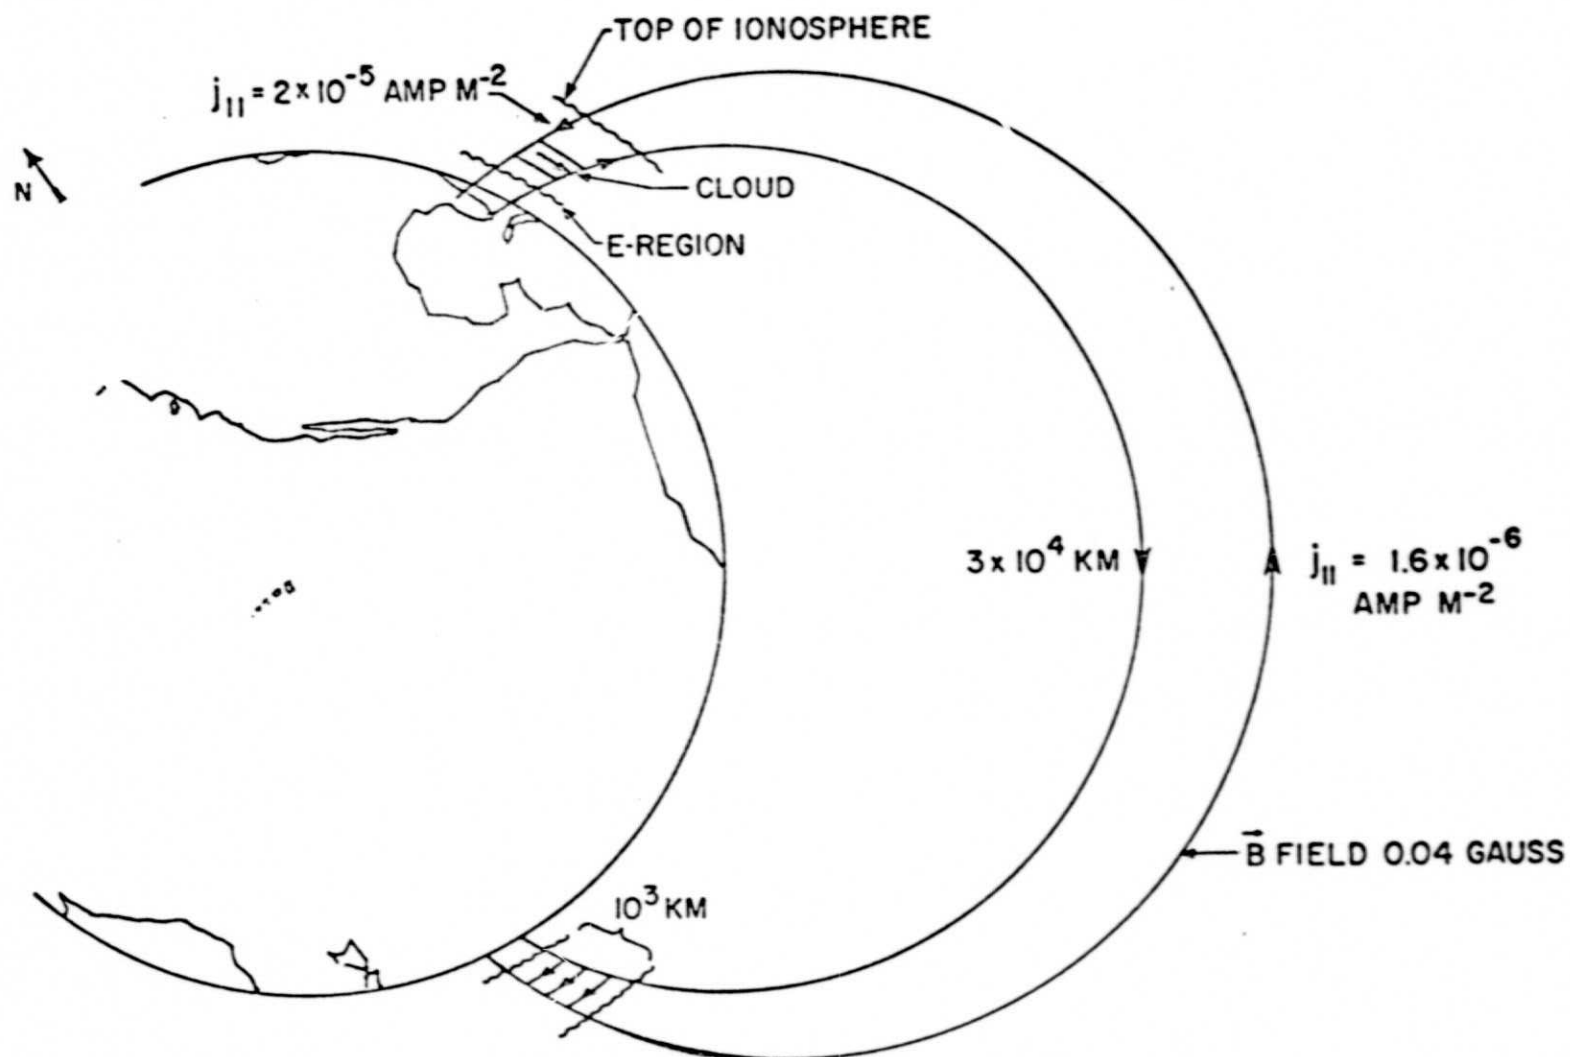 TOP OF IONOSPHERE
j₁₁ = 2 × 10⁻⁵ AMP M⁻²
N
CLOUD
E-REGION
3 × 10⁴ KM
j₁₁ = 1.6 × 10⁻⁶
AMP M⁻²
B⃗ FIELD 0.04 GAUSS
10³ KM